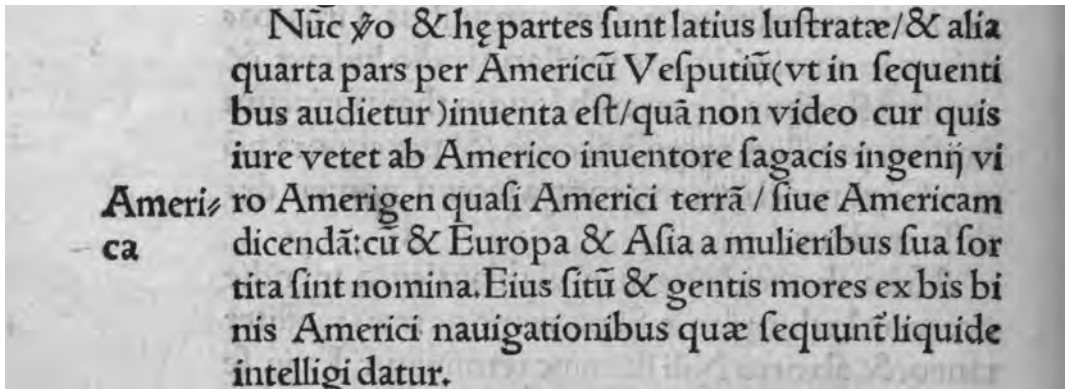 Nūc ꝟo & hę partes ſunt latius luſtratæ/& alia
quarta pars per Americū Veſputiū(vt in ſequenti
bus audietur)inuenta eſt/quā non video cur quis
iure vetet ab Americo inuentore ſagacis ingenij vi
Ameri⸗ ro Amerigen quaſi Americi terrā/ſiue Americam
ca dicendā:cū & Europa & Aſia a mulieribus ſua ſor
tita ſint nomina.Eius ſitū & gentis mores ex bis bi
nis Americi nauigationibus quæ ſequunt᷑ liquide
intelligi datur.